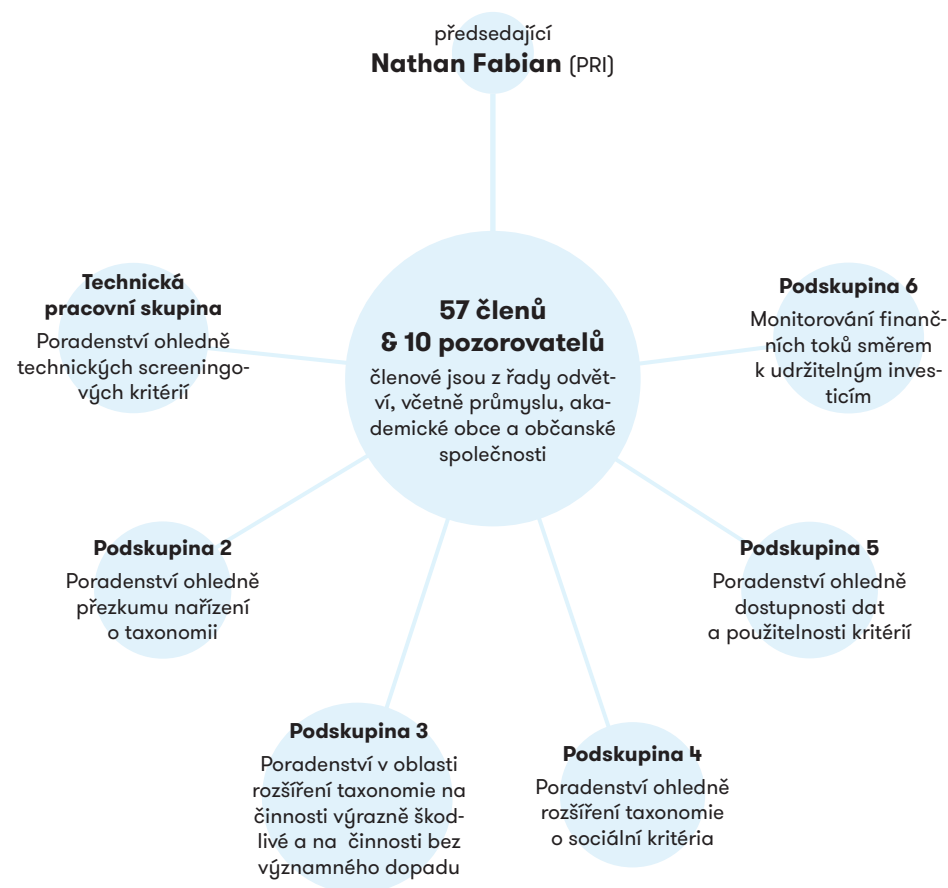 předsedající
Nathan Fabian (PRI)
57 členů
& 10 pozorovatelů
členové jsou z řady odvět-
ví, včetně průmyslu, aka-
demické obce a občanské
společnosti
Technická
pracovní skupina
Poradenství ohledně
technických screeningo-
vých kritérií
Podskupina 2
Poradenství ohledně
přezkumu nařízení
o taxonomii
Podskupina 3
Poradenství v oblasti
rozšíření taxonomie na
činnosti výrazně škod-
livé a na činnosti bez
významného dopadu
Podskupina 4
Poradenství ohledně
rozšíření taxonomie
o sociální kritéria
Podskupina 5
Poradenství ohledně
dostupnosti dat
a použitelnosti kritérií
Podskupina 6
Monitorování finanč-
ních toků směrem
k udržitelným inves-
ticím